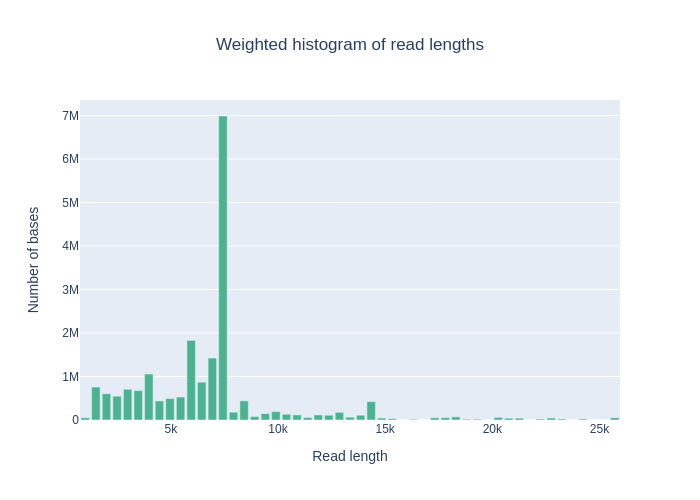 Weighted histogram of read lengths
7M
6M
5M
4M
3M
2M
1M
0
Number of bases
5k
10k
15k
20k
25k
Read length